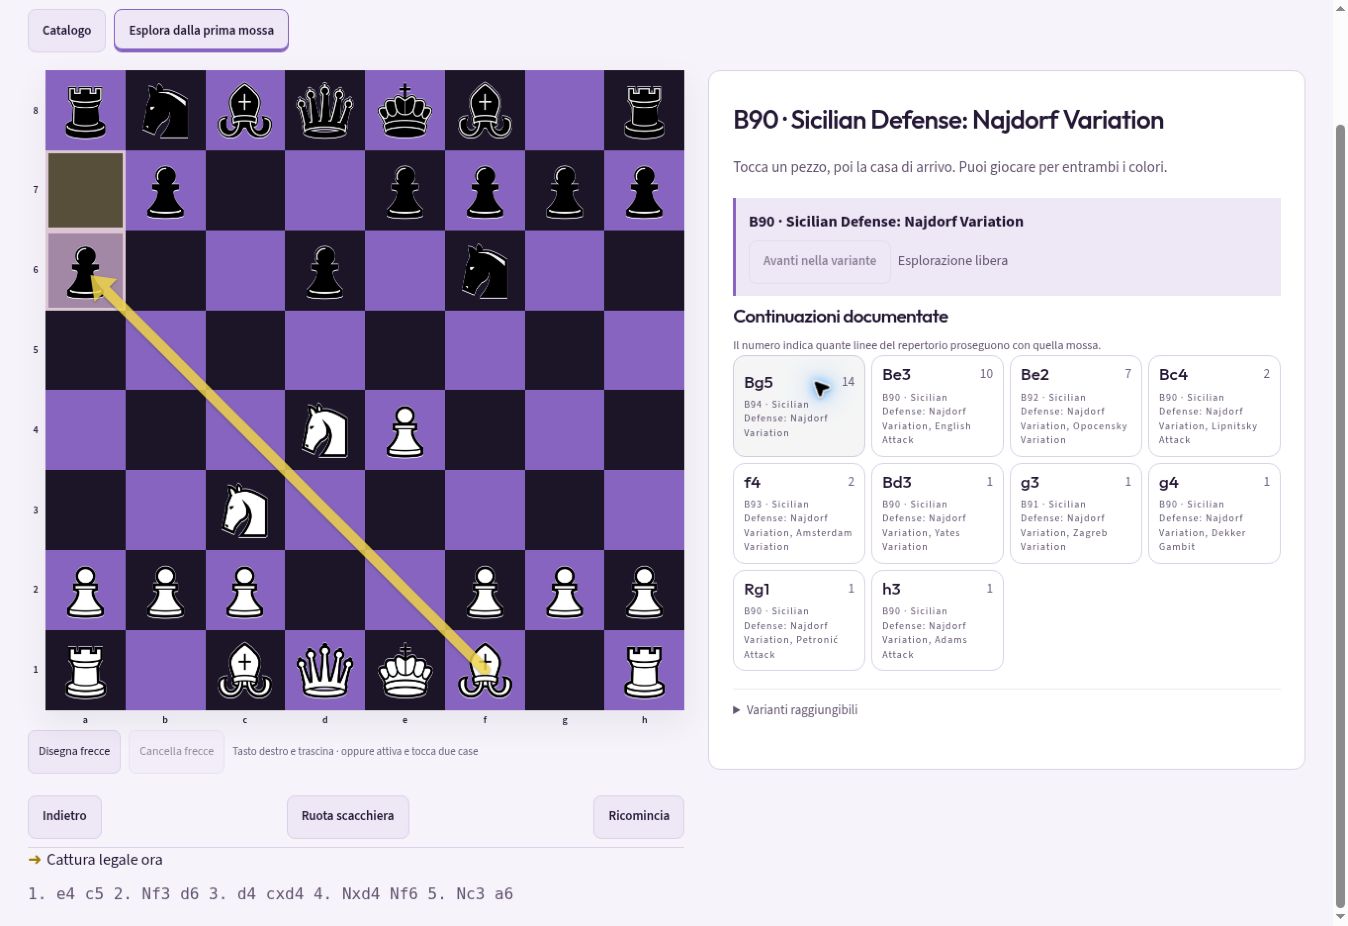 Catalogo
Esplora dalla prima mossa
8
7
6
5
4
3
2
1
a b c d e f g h
Disegna frecce
Cancella frecce
Tasto destro e trascina · oppure attiva e tocca due case
Indietro
Ruota scacchiera
Ricomincia
➜ Cattura legale ora
1. e4 c5 2. Nf3 d6 3. d4 cxd4 4. Nxd4 Nf6 5. Nc3 a6
B90 · Sicilian Defense: Najdorf Variation
Tocca un pezzo, poi la casa di arrivo. Puoi giocare per entrambi i colori.
B90 · Sicilian Defense: Najdorf Variation
Avanti nella variante
Esplorazione libera
Continuazioni documentate
Il numero indica quante linee del repertorio proseguono con quella mossa.
Bg5 14
B94 · Sicilian
Defense: Najdorf
Variation
Be3 10
B90 · Sicilian
Defense: Najdorf
Variation, English
Attack
Be2 7
B92 · Sicilian
Defense: Najdorf
Variation, Opocensky
Variation
Bc4 2
B90 · Sicilian
Defense: Najdorf
Variation, Lipnitsky
Attack
f4 2
B93 · Sicilian
Defense: Najdorf
Variation, Amsterdam
Variation
Bd3 1
B90 · Sicilian
Defense: Najdorf
Variation, Yates
Variation
g3 1
B91 · Sicilian
Defense: Najdorf
Variation, Zagreb
Variation
g4 1
B90 · Sicilian
Defense: Najdorf
Variation, Dekker
Gambit
Rg1 1
B90 · Sicilian
Defense: Najdorf
Variation, Petronić
Attack
h3 1
B90 · Sicilian
Defense: Najdorf
Variation, Adams
Attack
▶ Varianti raggiungibili